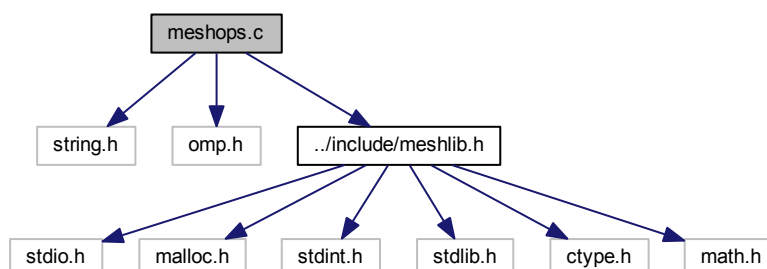 meshops.c
string.h
omp.h
../include/meshlib.h
stdio.h
malloc.h
stdint.h
stdlib.h
ctype.h
math.h